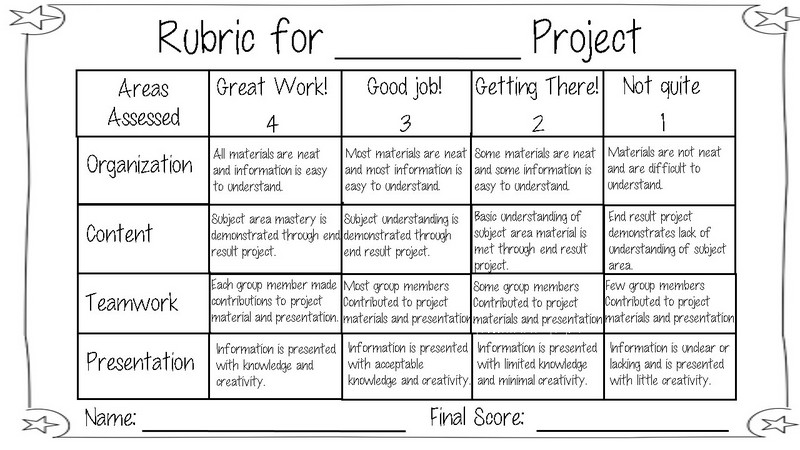 Rubric for ____________ Project
Areas
Assessed
Great Work!
4
Good job!
3
Getting There!
2
Not quite
1
Organization
All materials are neat
and information is easy
to understand.
Most materials are neat
and most information is
easy to understand.
Some materials are neat
and some information is
easy to understand.
Materials are not neat
and are difficult to
understand.
Content
Subject area mastery is
demonstrated through end
result project.
Subject understanding is
demonstrated through
end result project.
Basic understanding of
subject area material is
met through end result
project.
End result project
demonstrates lack of
understanding of subject
area.
Teamwork
Each group member made
contributions to project
material and presentation.
Most group members
Contributed to project
materials and presentation
Some group members
Contributed to project
materials and presentation
Few group members
Contributed to project
materials and presentation
Presentation
Information is presented
with knowledge and
creativity.
Information is presented
with acceptable
knowledge and creativity.
Information is presented
with limited knowledge
and minimal creativity.
Information is unclear or
lacking and is presented
with little creativity.
Name: ____________ Final Score: ____________